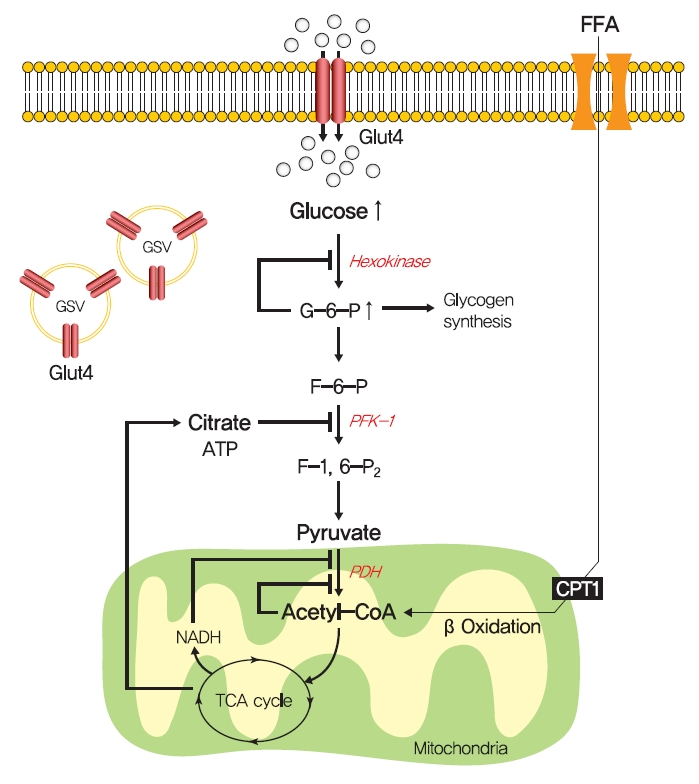 FFA
Glut4
Glucose ↑
GSV
Hexokinase
GSV
G-6-P ↑
Glycogen
synthesis
Glut4
F-6-P
Citrate
PFK-1
ATP
F-1, 6-P₂
Pyruvate
PDH
CPT1
Acetyl-CoA
β Oxidation
NADH
TCA cycle
Mitochondria